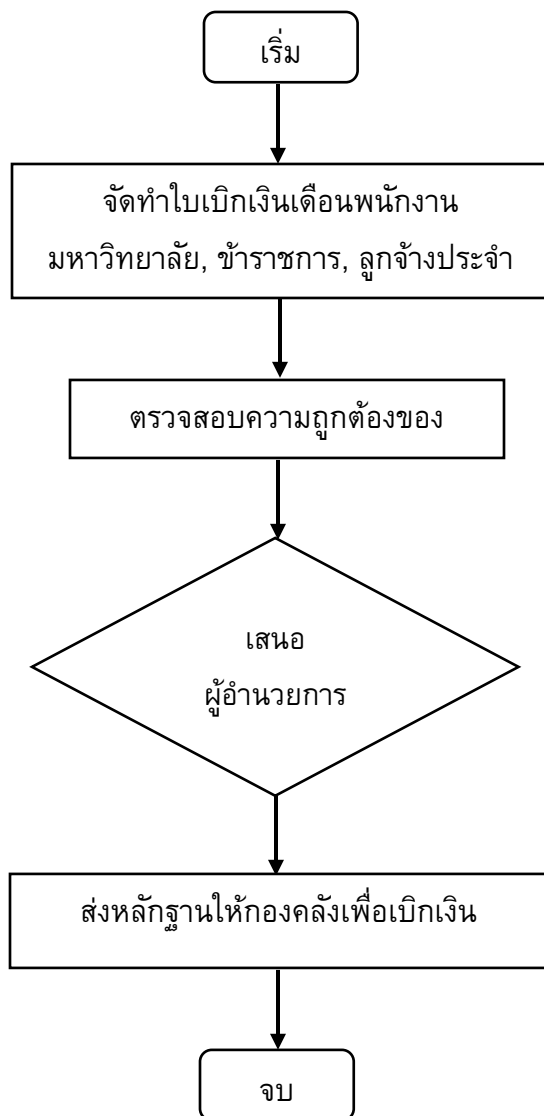 เริ่ม
จัดทำใบเบิกเงินเดือนพนักงาน
มหาวิทยาลัย, ข้าราชการ, ลูกจ้างประจำ
ตรวจสอบความถูกต้องของ
เสนอ
ผู้อำนวยการ
ส่งหลักฐานให้กองคลังเพื่อเบิกเงิน
จบ